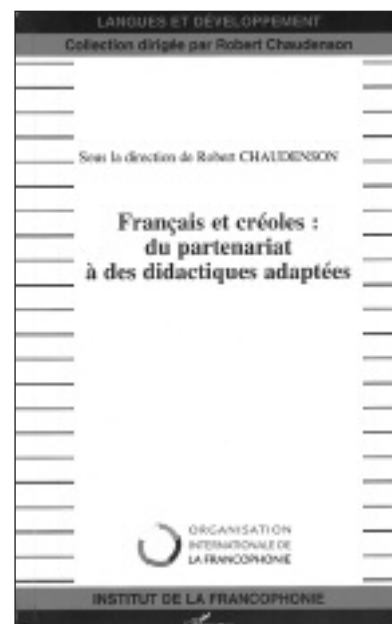 LANGUES ET DÉVELOPPEMENT
Collection dirigée par Robert Chaudenson
Sous la direction de Robert CHAUDENSON
Français et créoles :
du partenariat
à des didactiques adaptées
ORGANISATION
INTERNATIONALE DE
LA FRANCOPHONIE
INSTITUT DE LA FRANCOPHONIE